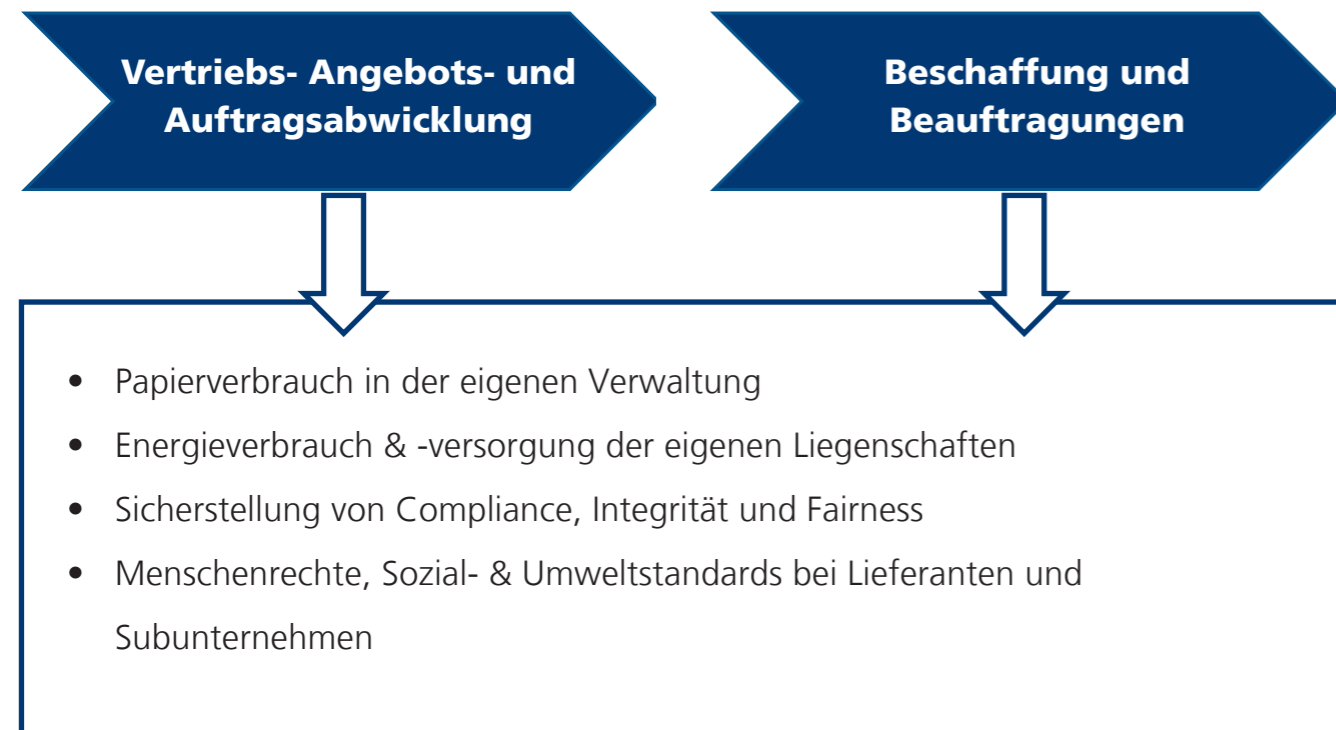 Vertriebs- Angebots- und
Auftragsabwicklung
Beschaffung und
Beauftragungen
• Papierverbrauch in der eigenen Verwaltung
• Energieverbrauch & -versorgung der eigenen Liegenschaften
• Sicherstellung von Compliance, Integrität und Fairness
• Menschenrechte, Sozial- & Umweltstandards bei Lieferanten und
Subunternehmen